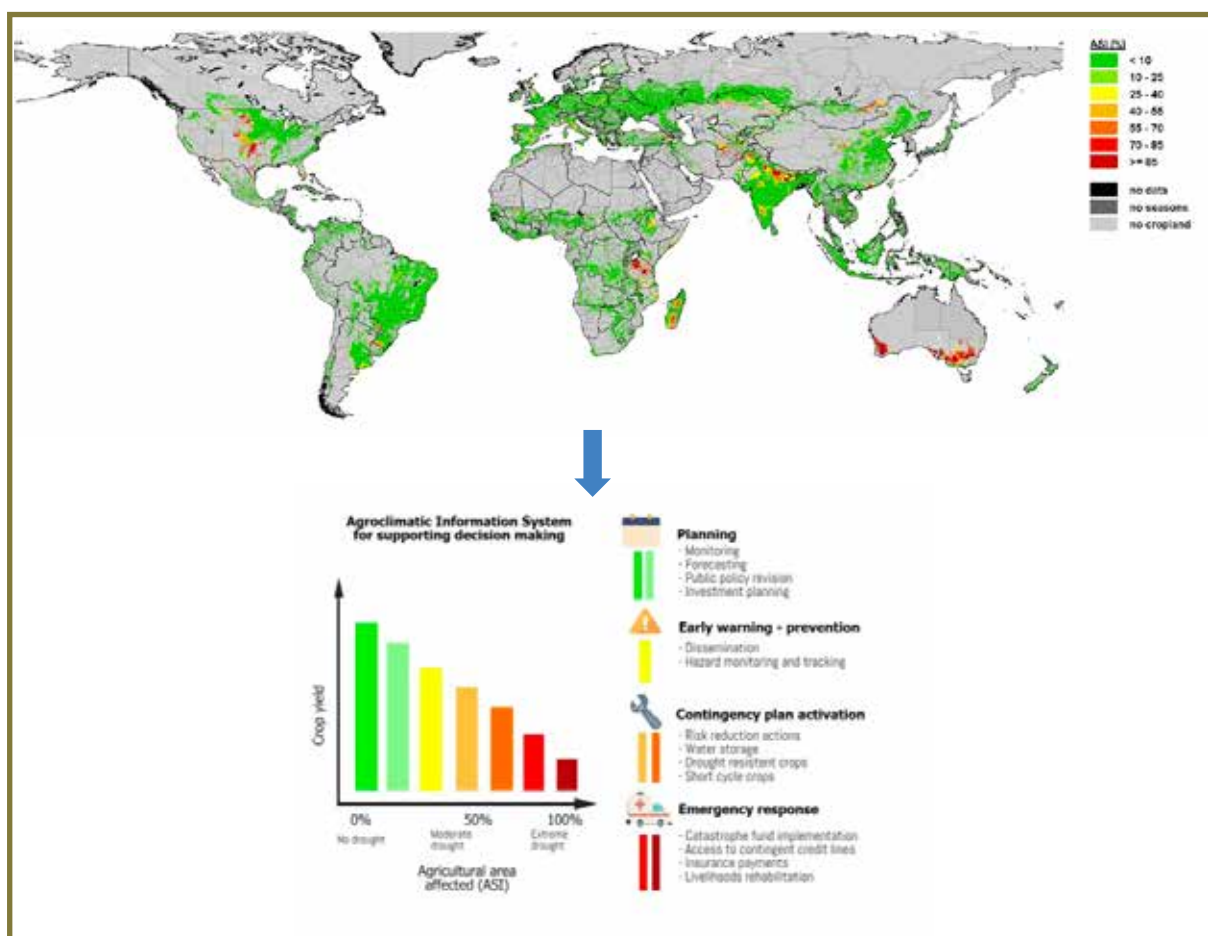 ASI (%)
< 10
10 - 25
25 - 40
40 - 55
55 - 70
70 - 85
>= 85
no data
no seasons
no cropland
Agroclimatic Information System
for supporting decision making
Crop yield
0%
50%
100%
No drought
Moderate
drought
Extreme
drought
Agricultural area
affected (ASI)
Planning
- Monitoring
- Forecasting
- Public policy revision
- Investment planning
Early warning - prevention
- Dissemination
- Hazard monitoring and tracking
Contingency plan activation
- Risk reduction actions
- Water storage
- Drought resistent crops
- Short cycle crops
Emergency response
- Catastrophe fund implementation
- Access to contingent credit lines
- Insurance payments
- Livelihoods rehabilitation